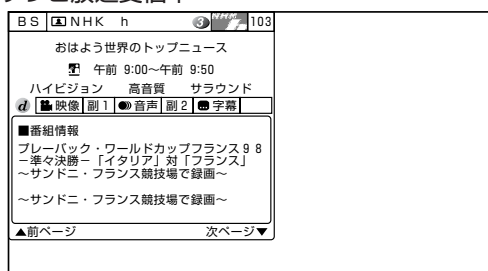 BS NHK h 3 NHK 103
おはよう世界のトップニュース
午前 9:00〜午前 9:50
ハイビジョン 高音質 サラウンド
d 映像 副1 音声 副2 字幕
■番組情報
プレーバック・ワールドカップフランス98
−準々決勝−「イタリア」対「フランス」
〜サンドニ・フランス競技場で録画〜
〜サンドニ・フランス競技場で録画〜
▲前ページ 次ページ▼